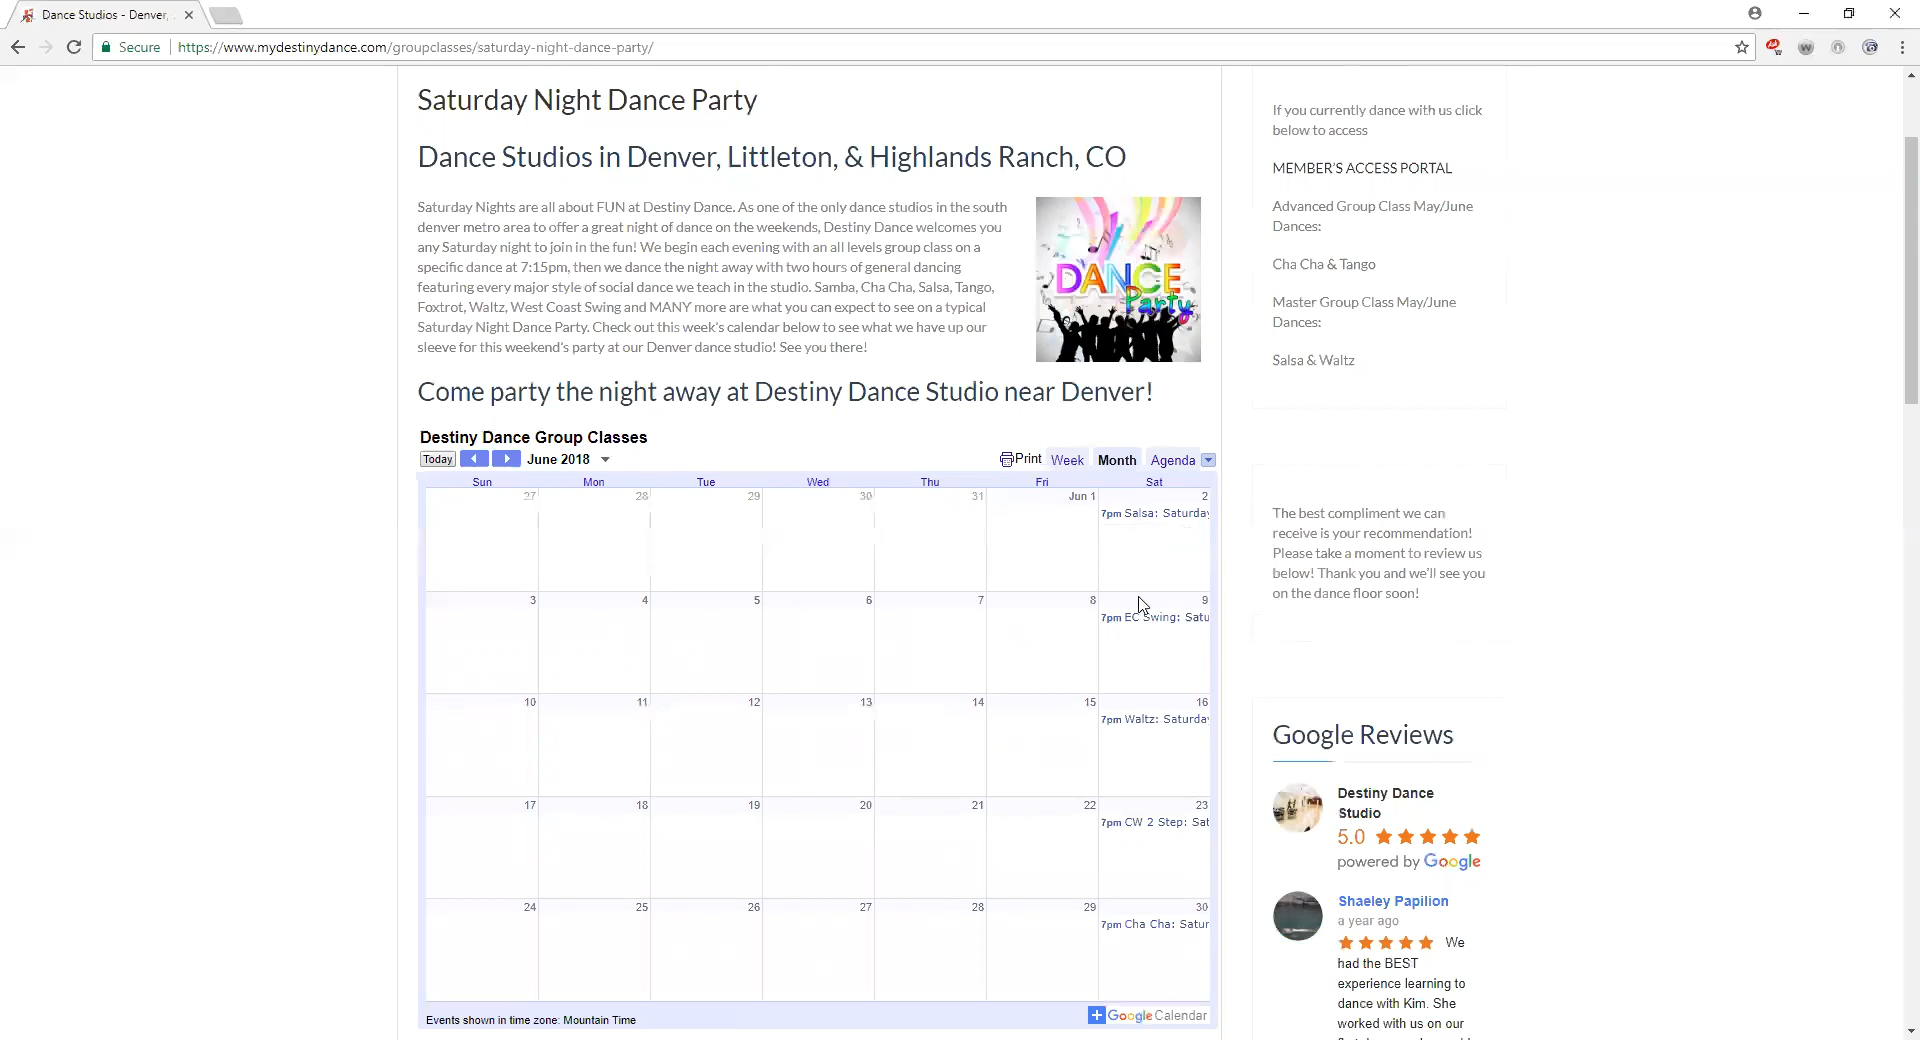 Dance Studios - Denver,
Secure
https://www.mydestinydance.com/groupclasses/saturday-night-dance-party/
Saturday Night Dance Party
Dance Studios in Denver, Littleton, & Highlands Ranch, CO
Saturday Nights are all about FUN at Destiny Dance. As one of the only dance studios in the south
denver metro area to offer a great night of dance on the weekends, Destiny Dance welcomes you
any Saturday night to join in the fun! We begin each evening with an all levels group class on a
specific dance at 7:15pm, then we dance the night away with two hours of general dancing
featuring every major style of social dance we teach in the studio. Samba, Cha Cha, Salsa, Tango,
Foxtrot, Waltz, West Coast Swing and MANY more are what you can expect to see on a typical
Saturday Night Dance Party. Check out this week's calendar below to see what we have up our
sleeve for this weekend's party at our Denver dance studio! See you there!
DANCE
Party
Come party the night away at Destiny Dance Studio near Denver!
Destiny Dance Group Classes
Today June 2018 Print Week Month Agenda
Sun Mon Tue Wed Thu Fri Sat
27 28 29 30 31 Jun 1 2
7pm Salsa: Saturday
3 4 5 6 7 8 9
7pm EC Swing: Satu
10 11 12 13 14 15 16
7pm Waltz: Saturday
17 18 19 20 21 22 23
7pm CW 2 Step: Sat
24 25 26 27 28 29 30
7pm Cha Cha: Satur
Events shown in time zone: Mountain Time
Google Calendar
If you currently dance with us click
below to access
MEMBER'S ACCESS PORTAL
Advanced Group Class May/June
Dances:
Cha Cha & Tango
Master Group Class May/June
Dances:
Salsa & Waltz
The best compliment we can
receive is your recommendation!
Please take a moment to review us
below! Thank you and we'll see you
on the dance floor soon!
Google Reviews
Destiny Dance
Studio
5.0
powered by Google
Shaeley Papilion
a year ago
We
had the BEST
experience learning to
dance with Kim. She
worked with us on our